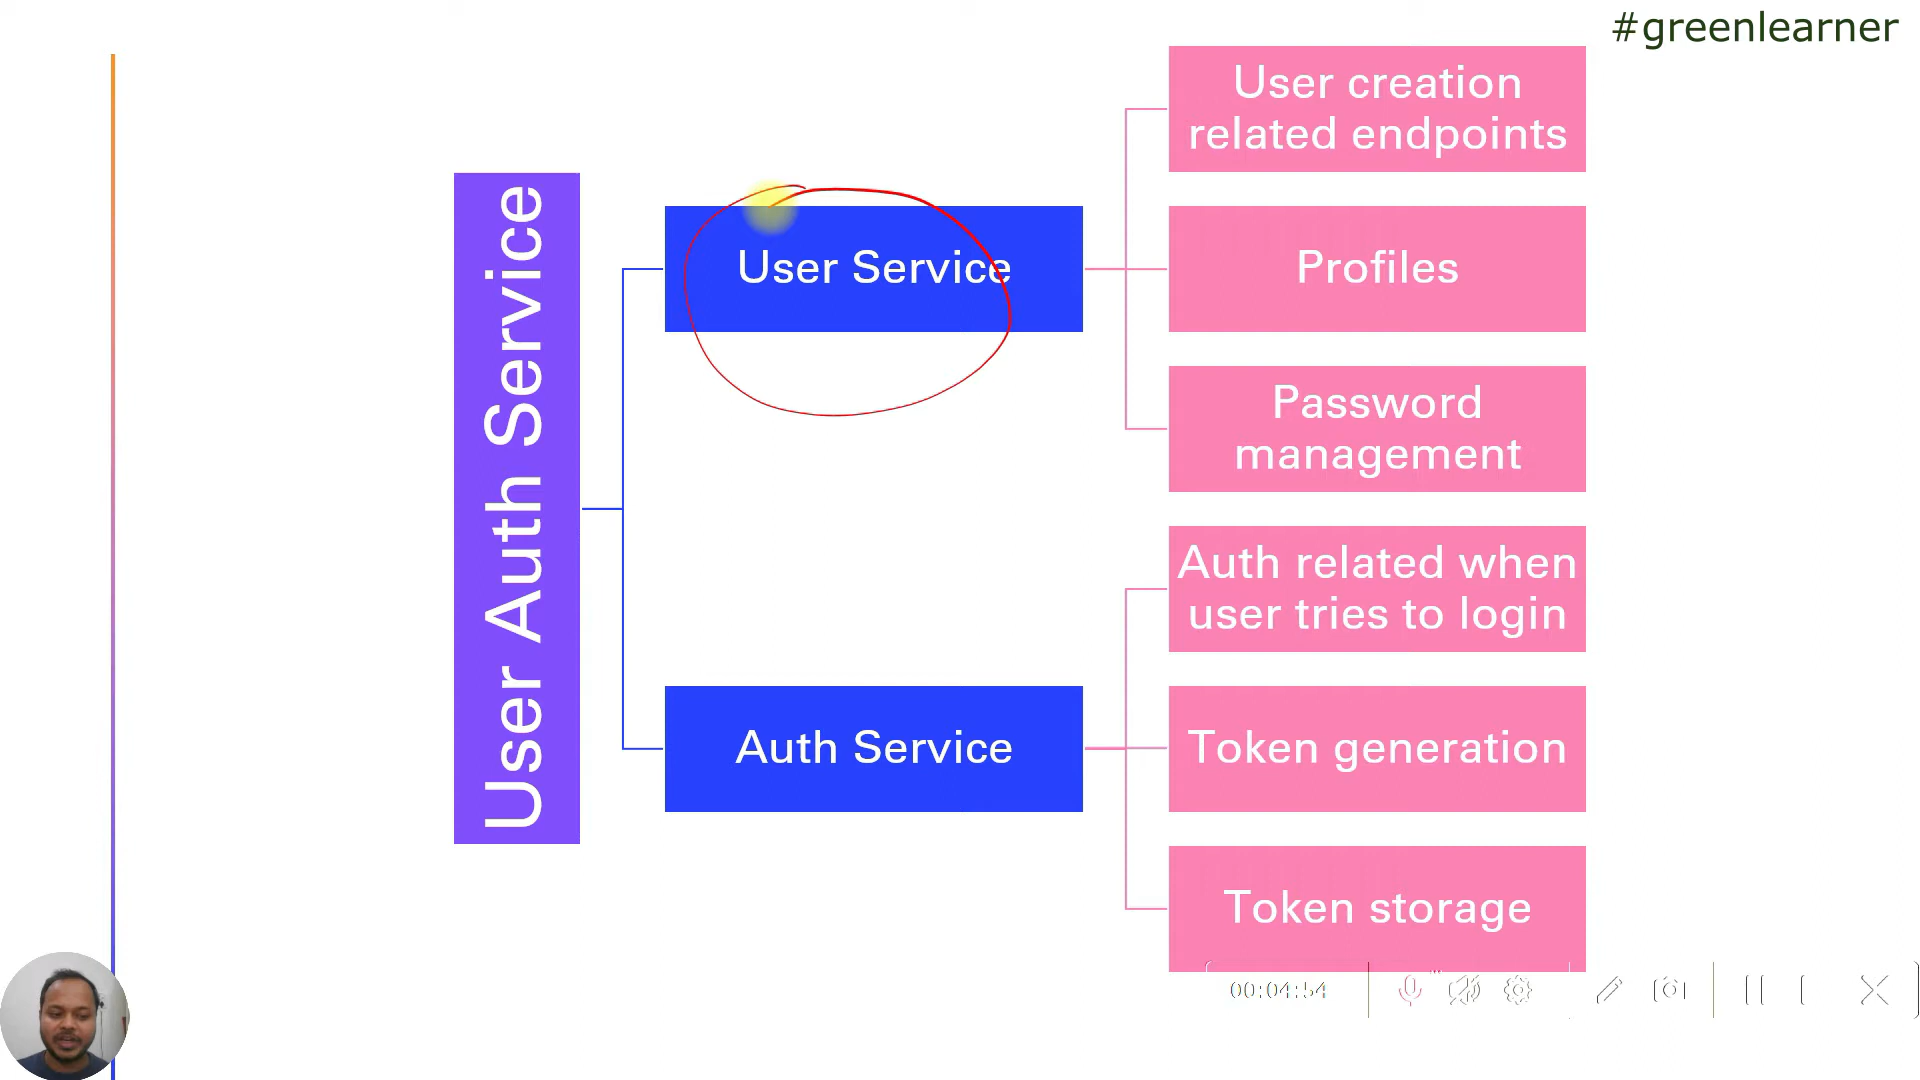 #greenlearner
User Auth Service
User Service
User creation
related endpoints
Profiles
Password
management
Auth Service
Auth related when
user tries to login
Token generation
Token storage
00:04:54